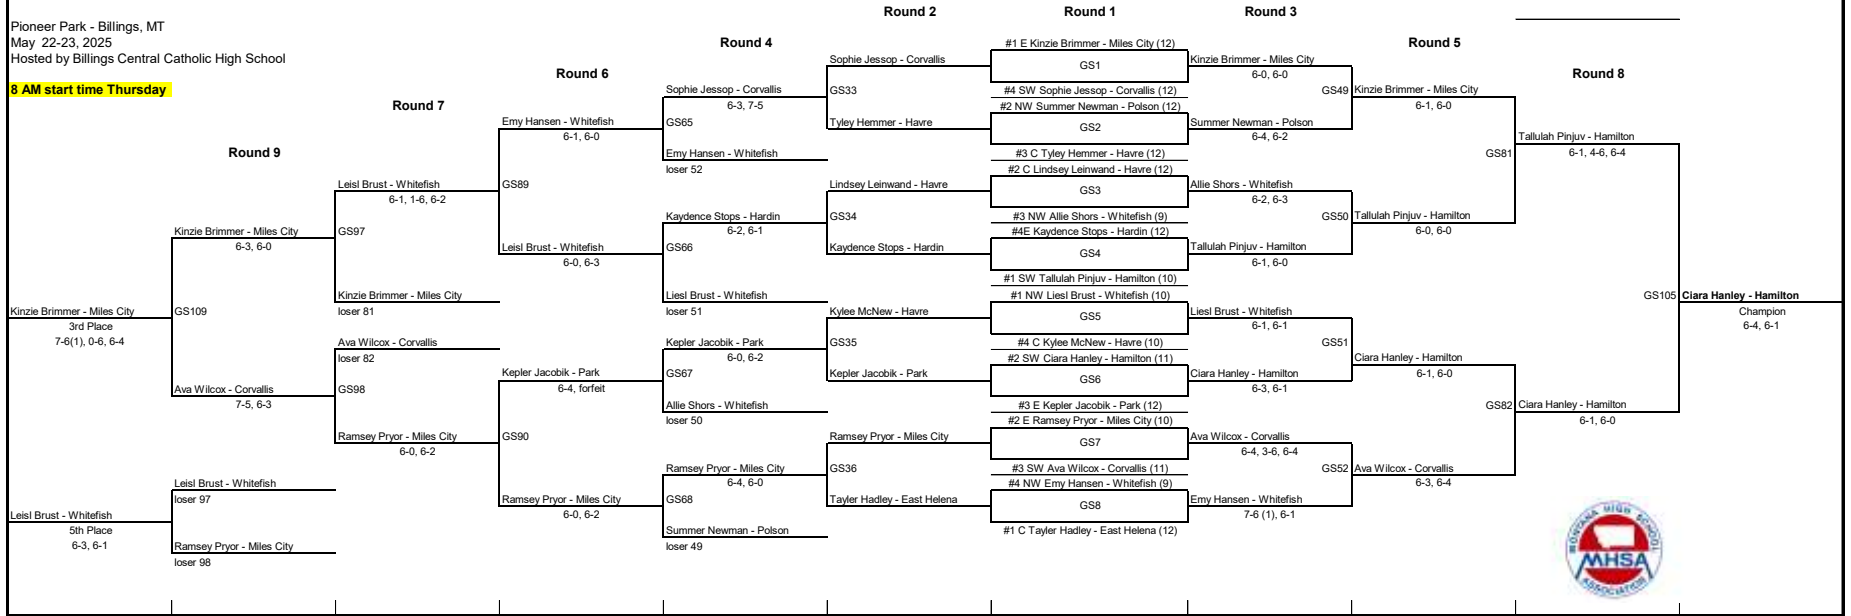 Pioneer Park - Billings, MT
May 22-23, 2025
Hosted by Billings Central Catholic High School
8 AM start time Thursday
Round 9
Kinzie Brimmer - Miles City
3rd Place
7-6(1), 0-6, 6-4
Leisl Brust - Whitefish
5th Place
6-3, 6-1
Kinzie Brimmer - Miles City
6-3, 6-0
GS109
Ava Wilcox - Corvallis
7-5, 6-3
Leisl Brust - Whitefish
loser 97
Ramsey Pryor - Miles City
loser 98
Round 7
Leisl Brust - Whitefish
6-1, 1-6, 6-2
GS97
Kinzie Brimmer - Miles City
loser 81
Ava Wilcox - Corvallis
loser 82
GS98
Ramsey Pryor - Miles City
6-0, 6-2
Round 6
Emy Hansen - Whitefish
6-1, 6-0
GS89
Leisl Brust - Whitefish
6-0, 6-3
Kepler Jacobik - Park
6-4, forfeit
GS90
Ramsey Pryor - Miles City
6-0, 6-2
Round 4
Sophie Jessop - Corvallis
6-3, 7-5
GS65
Emy Hansen - Whitefish
loser 52
Kaydence Stops - Hardin
6-2, 6-1
GS66
Liesl Brust - Whitefish
loser 51
Kepler Jacobik - Park
6-0, 6-2
GS67
Allie Shors - Whitefish
loser 50
Ramsey Pryor - Miles City
6-4, 6-0
GS68
Summer Newman - Polson
loser 49
Round 2
Sophie Jessop - Corvallis
GS33
Tyley Hemmer - Havre
Lindsey Leinwand - Havre
GS34
Kaydence Stops - Hardin
Kylee McNew - Havre
GS35
Kepler Jacobik - Park
Ramsey Pryor - Miles City
GS36
Tayler Hadley - East Helena
Round 1
#1 E Kinzie Brimmer - Miles City (12)
GS1
#4 SW Sophie Jessop - Corvallis (12)
#2 NW Summer Newman - Polson (12)
GS2
#3 C Tyley Hemmer - Havre (12)
#2 C Lindsey Leinwand - Havre (12)
GS3
#3 NW Allie Shors - Whitefish (9)
#4E Kaydence Stops - Hardin (12)
GS4
#1 SW Tallulah Pinjuv - Hamilton (10)
#1 NW Liesl Brust - Whitefish (10)
GS5
#4 C Kylee McNew - Havre (10)
#2 SW Ciara Hanley - Hamilton (11)
GS6
#3 E Kepler Jacobik - Park (12)
#2 E Ramsey Pryor - Miles City (10)
GS7
#3 SW Ava Wilcox - Corvallis (11)
#4 NW Emy Hansen - Whitefish (9)
GS8
#1 C Tayler Hadley - East Helena (12)
Round 3
Kinzie Brimmer - Miles City
6-0, 6-0
GS49
Summer Newman - Polson
6-4, 6-2
Allie Shors - Whitefish
6-2, 6-3
GS50
Tallulah Pinjuv - Hamilton
6-1, 6-0
Liesl Brust - Whitefish
6-1, 6-1
GS51
Ciara Hanley - Hamilton
6-3, 6-1
Ava Wilcox - Corvallis
6-4, 3-6, 6-4
GS52
Emy Hansen - Whitefish
7-6 (1), 6-1
Round 5
Kinzie Brimmer - Miles City
6-1, 6-0
GS81
Tallulah Pinjuv - Hamilton
6-0, 6-0
Ciara Hanley - Hamilton
6-1, 6-0
GS82
Ava Wilcox - Corvallis
6-3, 6-4
Round 8
Tallulah Pinjuv - Hamilton
6-1, 4-6, 6-4
GS105
Ciara Hanley - Hamilton
6-1, 6-0
Ciara Hanley - Hamilton
Champion
6-4, 6-1
MONTANA HIGH SCHOOL
MHSA
ASSOCIATION